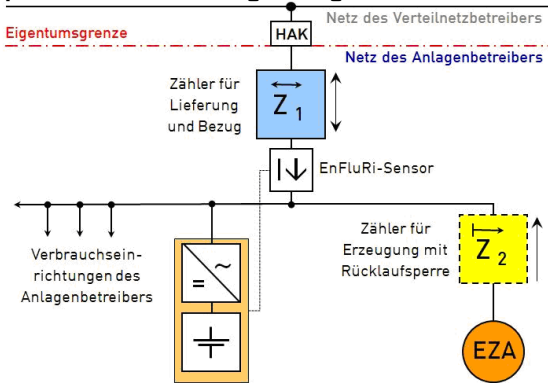 Netz des Verteilnetzbetreibers
Eigentumsgrenze
HAK
Netz des Anlagenbetreibers
Zähler für
Lieferung
und Bezug
Z 1
EnFluRi-Sensor
Zähler für
Erzeugung mit
Rücklaufsperre
Z 2
Verbrauchsein-
richtungen des
Anlagenbetreibers
EZA